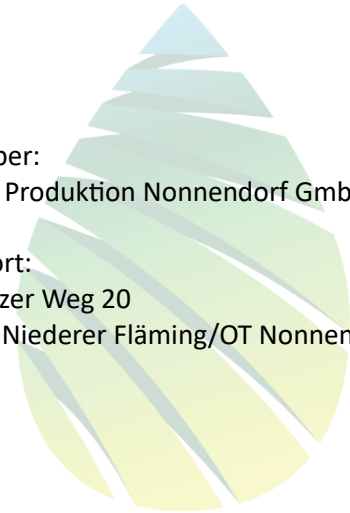 ber:
Produktion Nonnendorf Gmb
ort:
zer Weg 20
Niederer Fläming/OT Nonnen